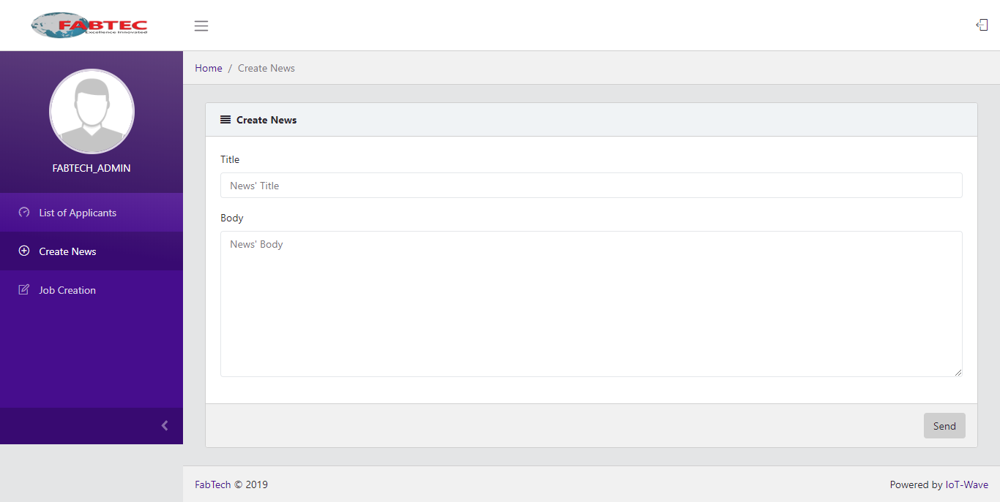 FABTEC
Excellence Innovated
Home / Create News
FABTECH_ADMIN
List of Applicants
Create News
Job Creation
Create News
Title
News' Title
Body
News' Body
Send
FabTech © 2019
Powered by IoT-Wave